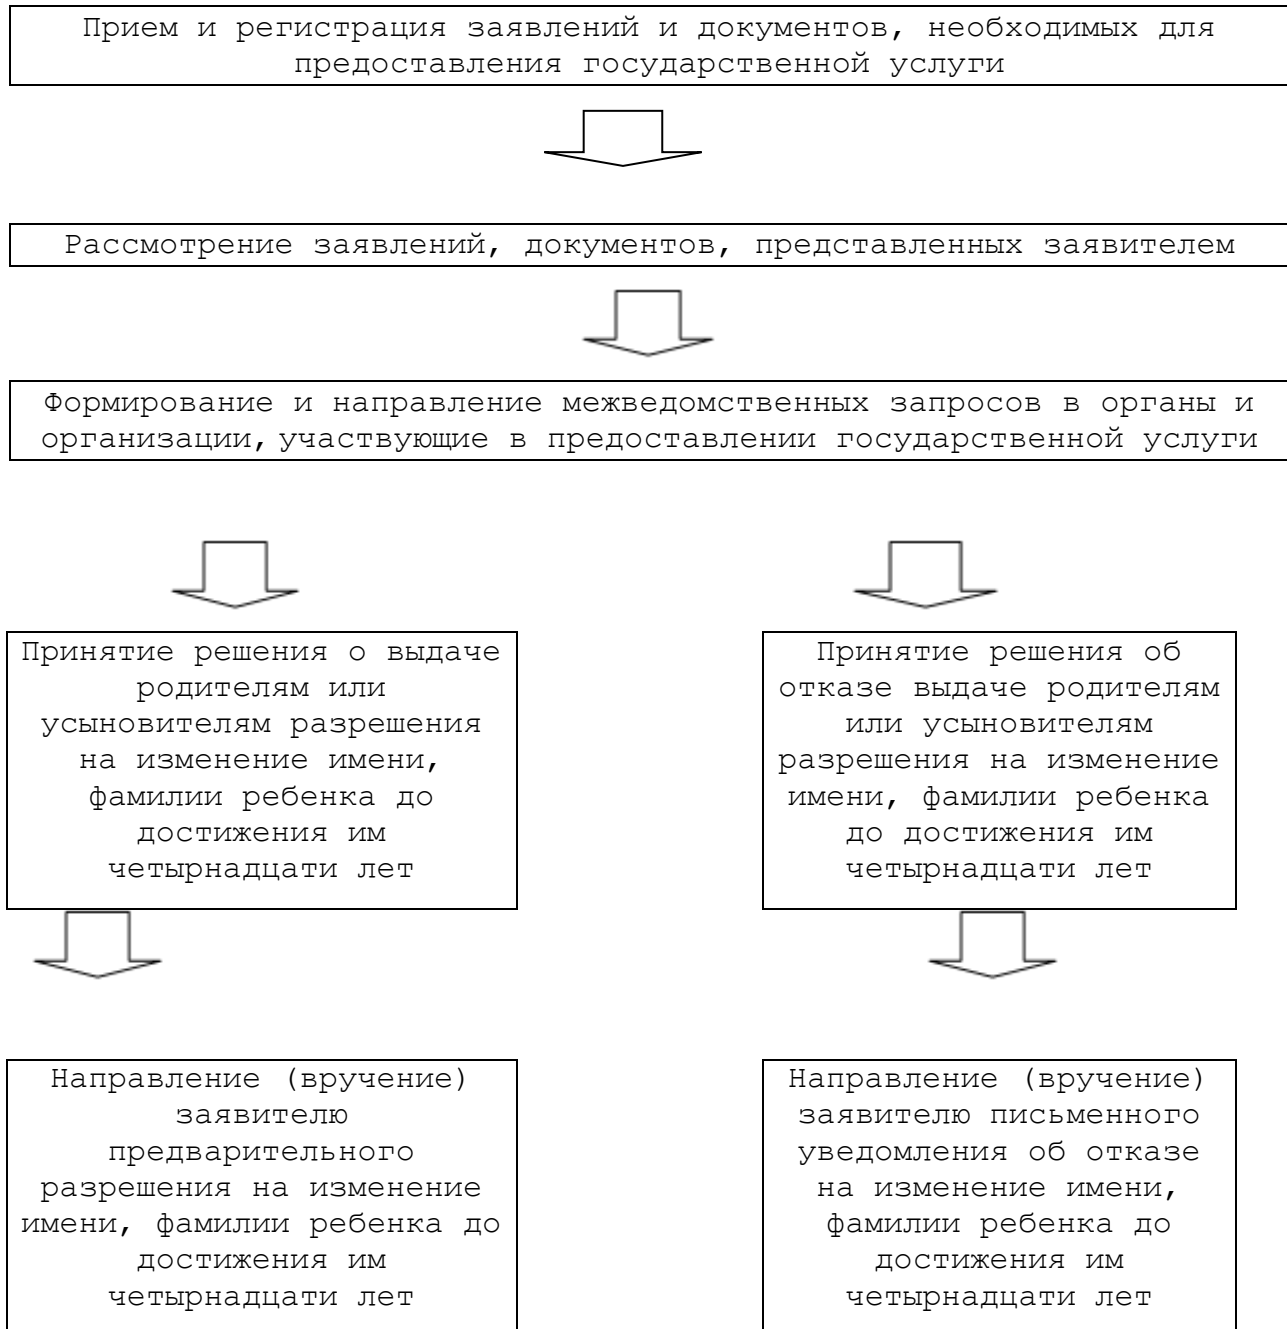 Прием и регистрация заявлений и документов, необходимых для
предоставления государственной услуги
Рассмотрение заявлений, документов, представленных заявителем
Формирование и направление межведомственных запросов в органы и
организации, участвующие в предоставлении государственной услуги
Принятие решения о выдаче
родителям или
усыновителям разрешения
на изменение имени,
фамилии ребенка до
достижения им
четырнадцати лет
Принятие решения об
отказе выдаче родителям
или усыновителям
разрешения на изменение
имени, фамилии ребенка
до достижения им
четырнадцати лет
Направление (вручение)
заявителю
предварительного
разрешения на изменение
имени, фамилии ребенка до
достижения им
четырнадцати лет
Направление (вручение)
заявителю письменного
уведомления об отказе
на изменение имени,
фамилии ребенка до
достижения им
четырнадцати лет